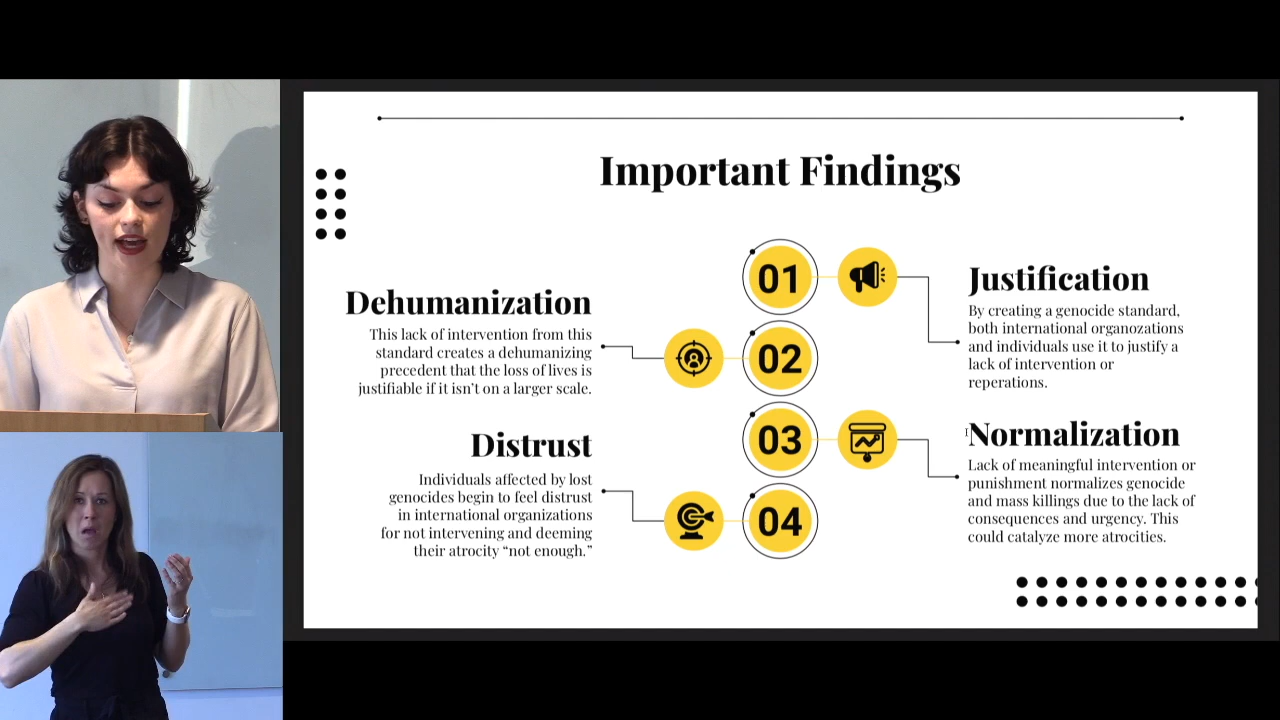 Important Findings
01
Justification
By creating a genocide standard,
both international organozations
and individuals use it to justify a
lack of intervention or
reperations.
Dehumanization
This lack of intervention from this
standard creates a dehumanizing
precedent that the loss of lives is
justifiable if it isn't on a larger scale.
02
03
Normalization
Lack of meaningful intervention or
punishment normalizes genocide
and mass killings due to the lack of
consequences and urgency. This
could catalyze more atrocities.
Distrust
Individuals affected by lost
genocides begin to feel distrust
in international organizations
for not intervening and deeming
their atrocity “not enough.”
04